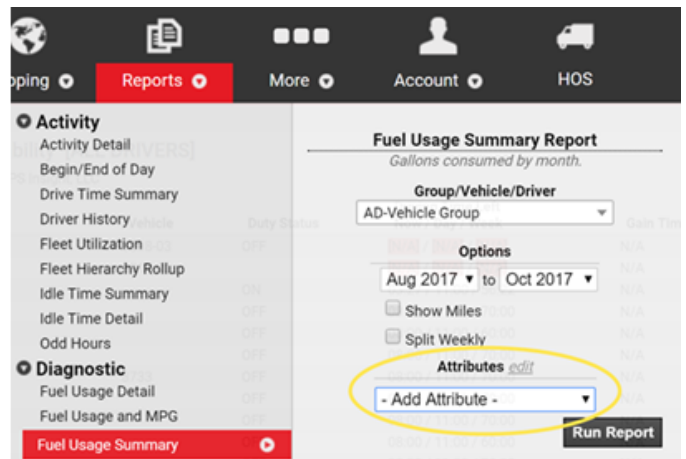 pping
Reports
More
Account
HOS
Activity
Activity Detail
Begin/End of Day
Drive Time Summary
Driver History
Fleet Utilization
Fleet Hierarchy Rollup
Idle Time Summary
Idle Time Detail
Odd Hours
Diagnostic
Fuel Usage Detail
Fuel Usage and MPG
Fuel Usage Summary
Fuel Usage Summary Report
Gallons consumed by month.
Group/Vehicle/Driver
AD-Vehicle Group
Options
Aug 2017 to Oct 2017
Show Miles
Split Weekly
Attributes edit
- Add Attribute -
Run Report